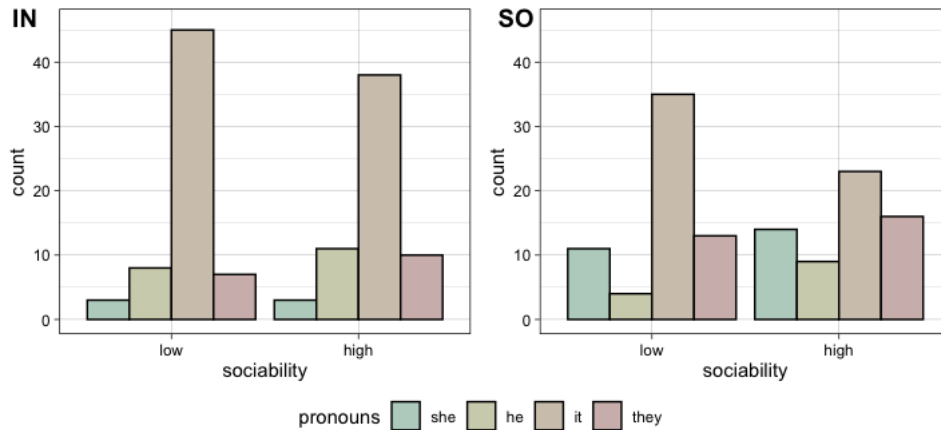 IN
SO
count
40
30
20
10
0
low
high
sociability
count
40
30
20
10
0
low
high
sociability
pronouns she he it they